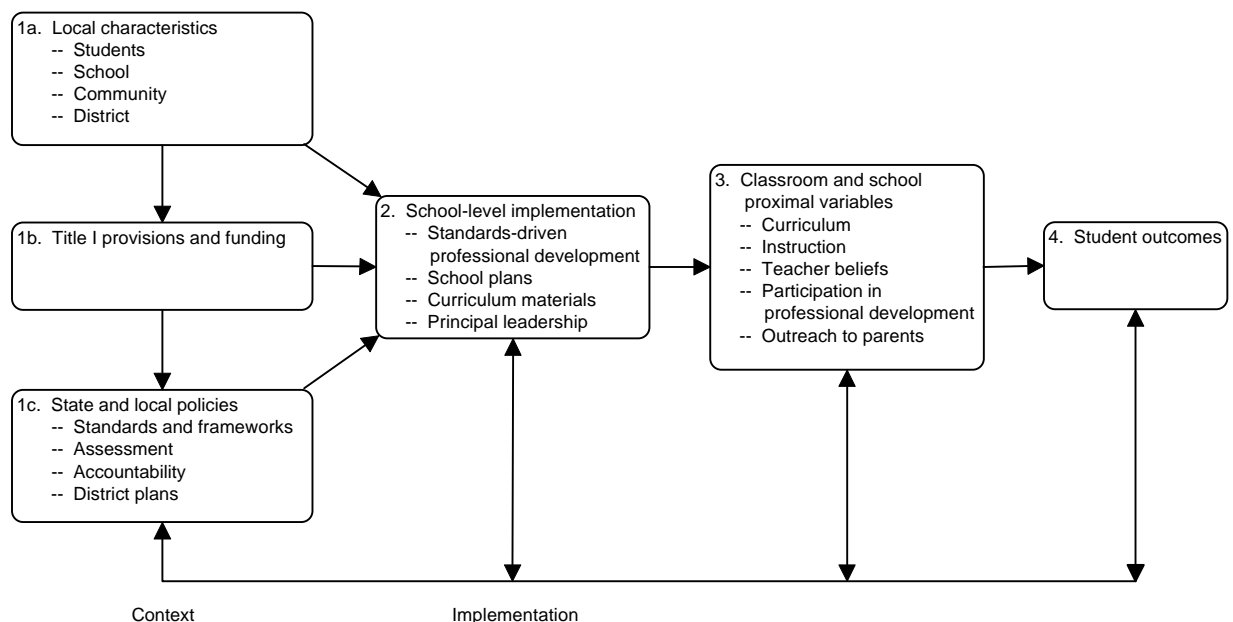 1a. Local characteristics
-- Students
-- School
-- Community
-- District
1b. Title I provisions and funding
1c. State and local policies
-- Standards and frameworks
-- Assessment
-- Accountability
-- District plans
2. School-level implementation
-- Standards-driven
professional development
-- School plans
-- Curriculum materials
-- Principal leadership
3. Classroom and school
proximal variables
-- Curriculum
-- Instruction
-- Teacher beliefs
-- Participation in
professional development
-- Outreach to parents
4. Student outcomes
Context
Implementation